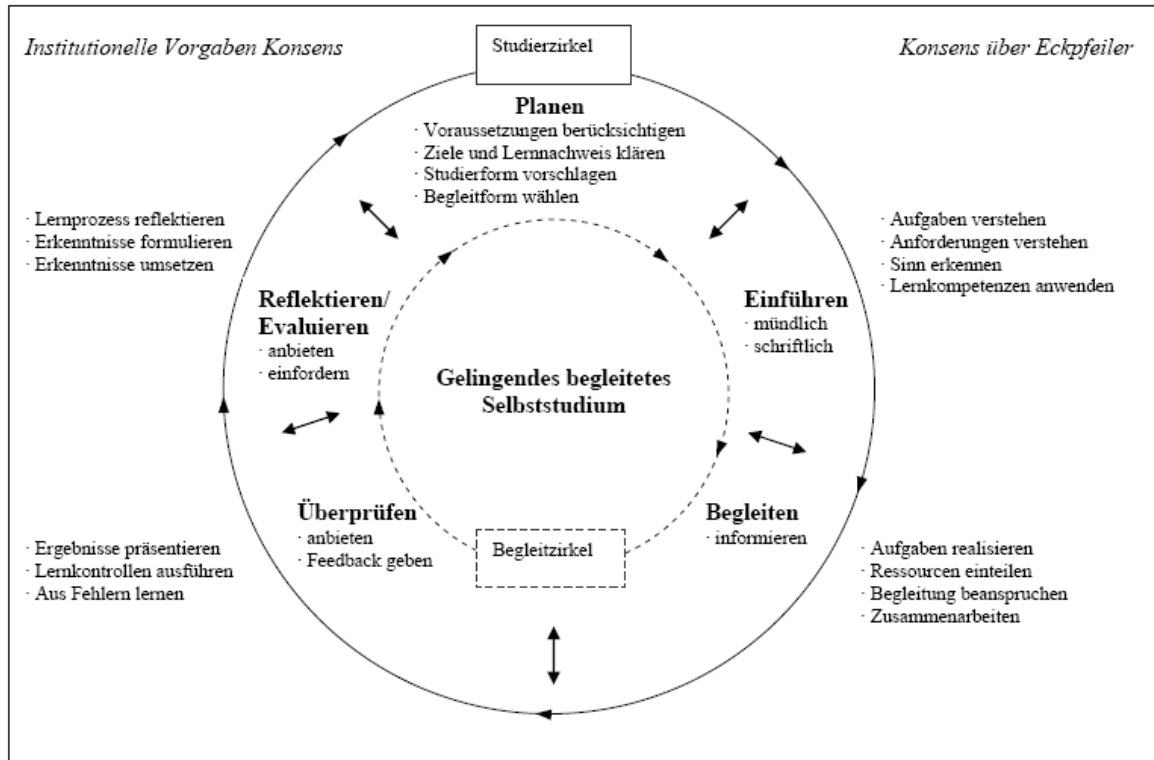 Institutionelle Vorgaben Konsens
Studierzirkel
Konsens über Eckpfeiler
Planen
· Voraussetzungen berücksichtigen
· Ziele und Lernnachweis klären
· Studierform vorschlagen
· Begleitform wählen
· Lernprozess reflektieren
· Erkenntnisse formulieren
· Erkenntnisse umsetzen
· Aufgaben verstehen
· Anforderungen verstehen
· Sinn erkennen
· Lernkompetenzen anwenden
Reflektieren/
Evaluieren
· anbieten
· einfordern
Einführen
· mündlich
· schriftlich
Gelingendes begleitetes
Selbststudium
Überprüfen
· anbieten
· Feedback geben
Begleitzirkel
Begleiten
· informieren
· Ergebnisse präsentieren
· Lernkontrollen ausführen
· Aus Fehlern lernen
· Aufgaben realisieren
· Ressourcen einteilen
· Begleitung beanspruchen
· Zusammenarbeiten